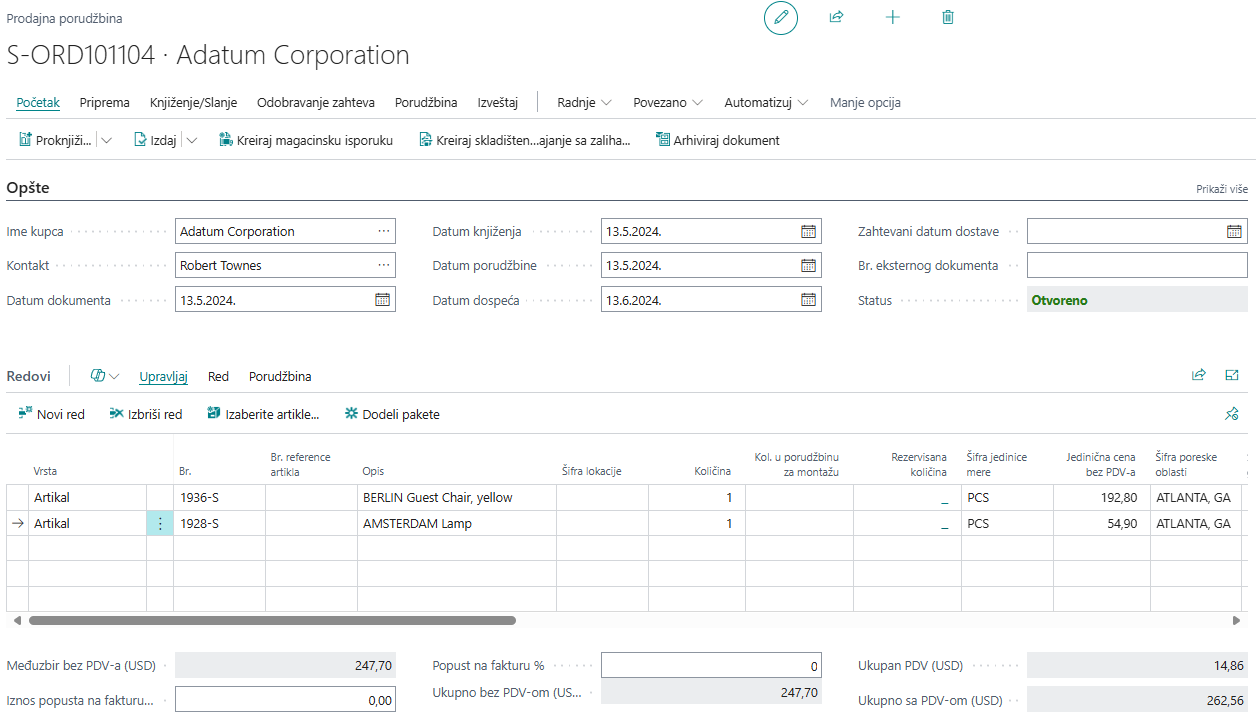 Prodajna porudžbina
S-ORD101104 · Adatum Corporation
Početak Priprema Knjiženje/Slanje Odobravanje zahteva Porudžbina Izveštaj Radnje Povezano Automatizuj Manje opcija
Proknjiži... Izdaj Kreiraj magacinsku isporuku Kreiraj skladišten...ajanje sa zaliha... Arhiviraj dokument
Opšte Prikaži više
Ime kupca Adatum Corporation Datum knjiženja 13.5.2024. Zahtevani datum dostave
Kontakt Robert Townes Datum porudžbine 13.5.2024. Br. eksternog dokumenta
Datum dokumenta 13.5.2024. Datum dospeća 13.6.2024. Status Otvoreno
Redovi Upravljaj Red Porudžbina
Novi red Izbriši red Izaberite artikle... Dodeli pakete
Br. reference Kol. u porudžbinu Rezervisana Šifra jedinice Jedinična cena Šifra poreske
Vrsta Br. artikla Opis Šifra lokacije Količina za montažu količina mere bez PDV-a oblasti
Artikal 1936-S BERLIN Guest Chair, yellow 1 _ PCS 192,80 ATLANTA, GA
Artikal 1928-S AMSTERDAM Lamp 1 _ PCS 54,90 ATLANTA, GA
Međuzbir bez PDV-a (USD) 247,70 Popust na fakturu % 0 Ukupan PDV (USD) 14,86
Iznos popusta na fakturu... 0,00 Ukupno bez PDV-om (US... 247,70 Ukupno sa PDV-om (USD) 262,56